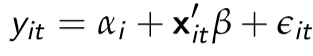 y_{it} = α_i + x′_{it}β + ϵ_{it}